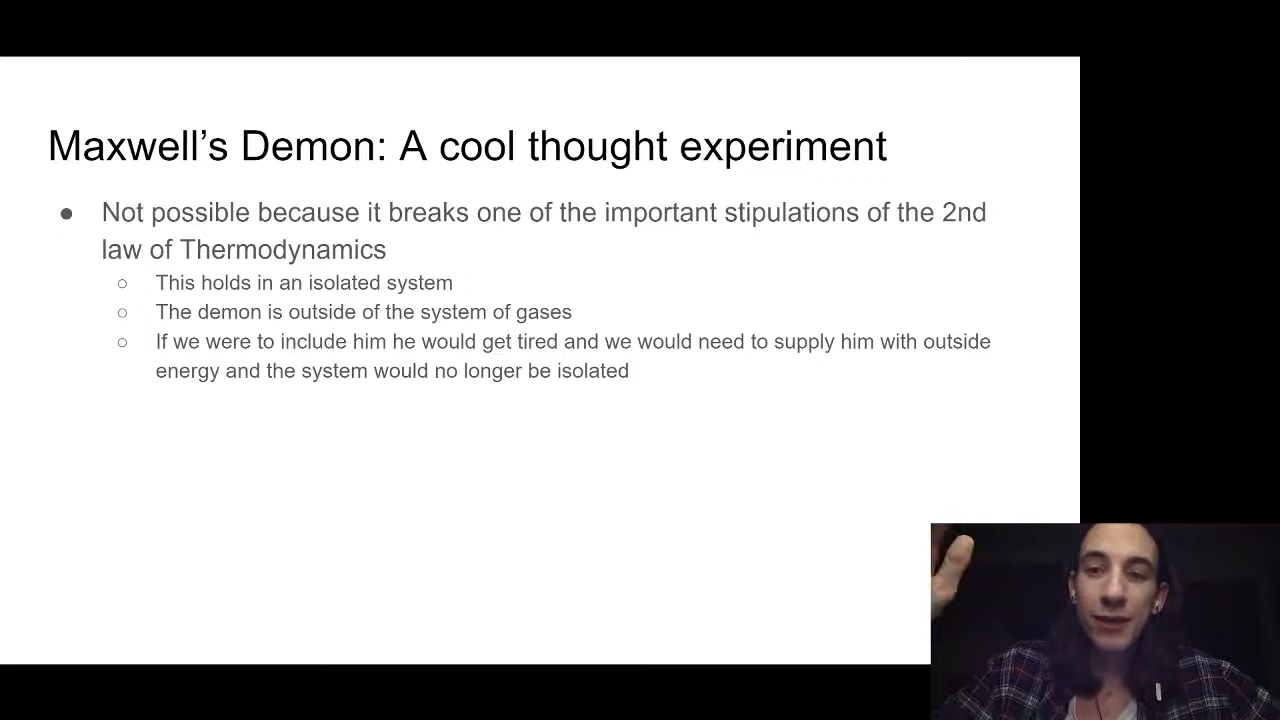 Maxwell’s Demon: A cool thought experiment
● Not possible because it breaks one of the important stipulations of the 2nd
law of Thermodynamics
○ This holds in an isolated system
○ The demon is outside of the system of gases
○ If we were to include him he would get tired and we would need to supply him with outside
energy and the system would no longer be isolated